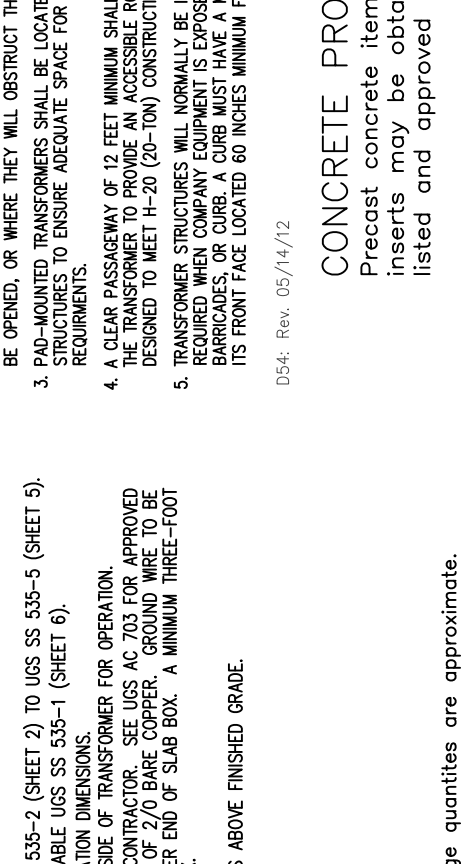 535-2 (SHEET 2) TO UGS SS 535-5 (SHEET 5).
ABLE UGS SS 535-1 (SHEET 6).
ATION DIMENSIONS.
SIDE OF TRANSFORMER FOR OPERATION.
CONTRACTOR. SEE UGS AC 703 FOR APPROVED
OF 2/0 BARE COPPER. GROUND WIRE TO BE
ER END OF SLAB BOX. A MINIMUM THREE-FOOT
S ABOVE FINISHED GRADE.
ge quantites are approximate.
BE OPENED, OR WHERE THEY WILL OBSTRUCT TH
3. PAD-MOUNTED TRANSFORMERS SHALL BE LOCATE
STRUCTURES TO ENSURE ADEQUATE SPACE FOR
REQUIRMENTS.
4. A CLEAR PASSAGEWAY OF 12 FEET MINIMUM SHAL
THE TRANSFORMER TO PROVIDE AN ACCESSIBLE RO
DESIGNED TO MEET H-20 (20-TON) CONSTRUCTI
5. TRANSFORMER STRUCTURES WILL NORMALLY BE I
REQUIRED WHEN COMPANY EQUIPMENT IS EXPOSE
BARRICADES, OR CURB. A CURB MUST HAVE A M
ITS FRONT FACE LOCATED 60 INCHES MINIMUM F
D54: Rev. 05/14/12
CONCRETE PRO
Precast concrete item
inserts may be obta
listed and approved